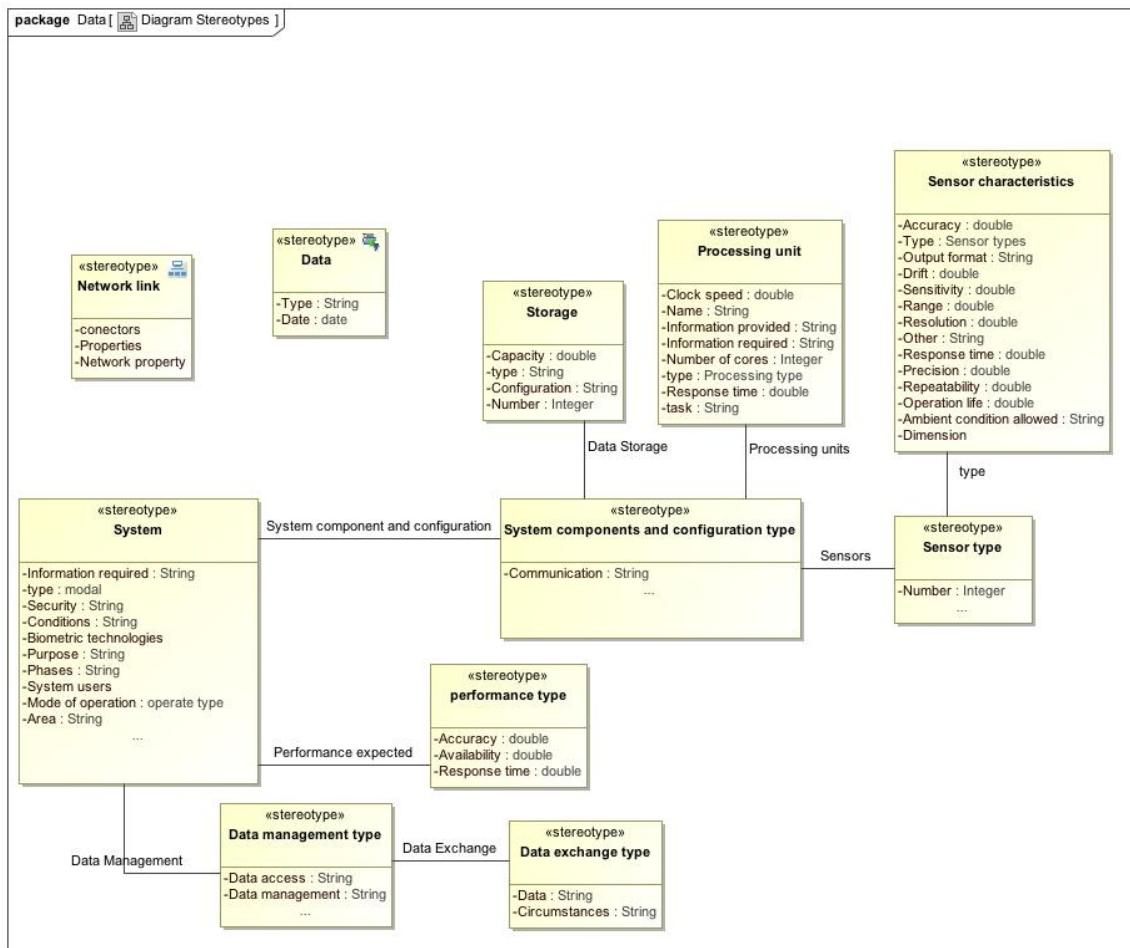 package Data [ Diagram Stereotypes ]
«stereotype»
Sensor characteristics
-Accuracy : double
-Type : Sensor types
-Output format : String
-Drift : double
-Sensitivity : double
-Range : double
-Resolution : double
-Other : String
-Response time : double
-Precision : double
-Repeatability : double
-Operation life : double
-Ambient condition allowed : String
-Dimension
«stereotype»
Processing unit
-Clock speed : double
-Name : String
-Information provided : String
-Information required : String
-Number of cores : Integer
-type : Processing type
-Response time : double
-task : String
«stereotype»
Data
-Type : String
-Date : date
«stereotype»
Network link
-conectors
-Properties
-Network property
«stereotype»
Storage
-Capacity : double
-type : String
-Configuration : String
-Number : Integer
Data Storage
Processing units
type
«stereotype»
System
-Information required : String
-type : modal
-Security : String
-Conditions : String
-Biometric technologies
-Purpose : String
-Phases : String
-System users
-Mode of operation : operate type
-Area : String
...
System component and configuration
«stereotype»
System components and configuration type
-Communication : String
...
Sensors
«stereotype»
Sensor type
-Number : Integer
...
Performance expected
«stereotype»
performance type
-Accuracy : double
-Availability : double
-Response time : double
Data Management
«stereotype»
Data management type
-Data access : String
-Data management : String
...
Data Exchange
«stereotype»
Data exchange type
-Data : String
-Circumstances : String